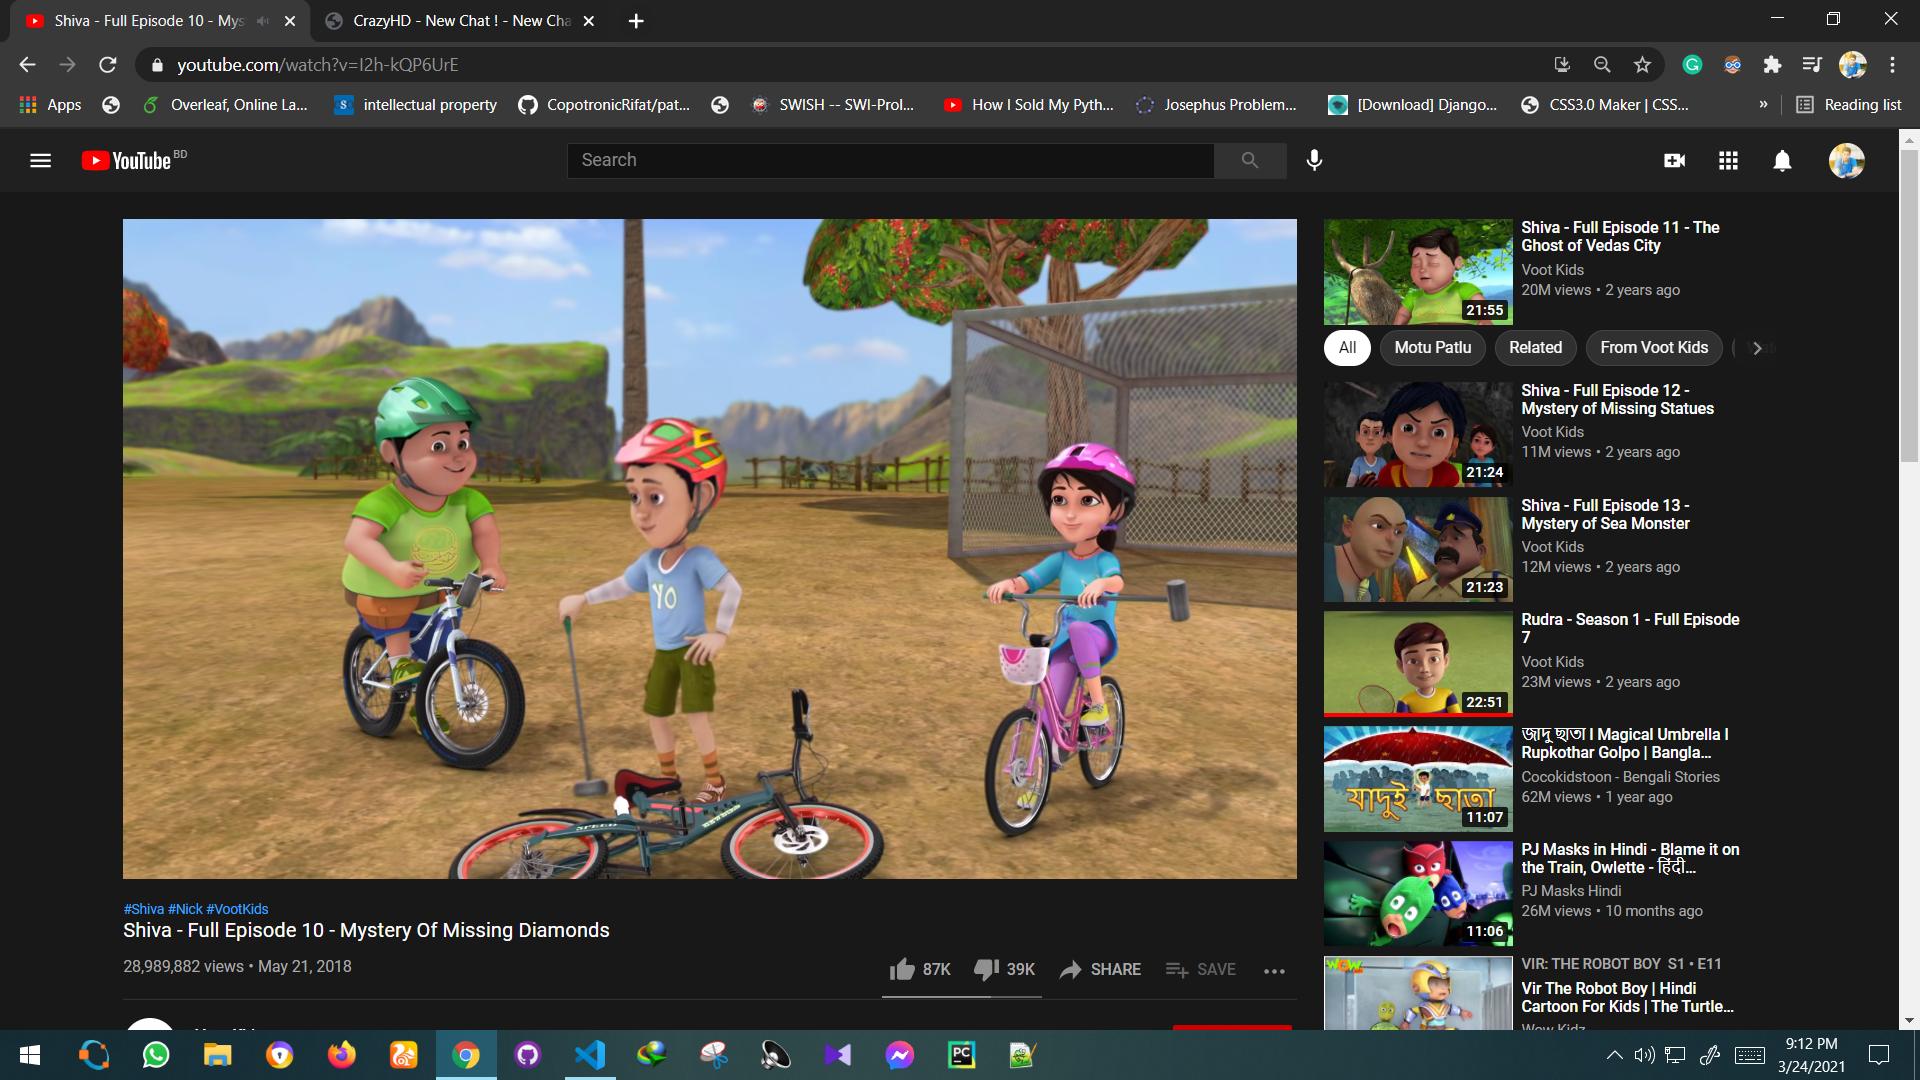 Shiva - Full Episode 10 - Mys
CrazyHD - New Chat ! - New Cha
youtube.com/watch?v=I2h-kQP6UrE
Apps
Overleaf, Online La...
intellectual property
CopotronicRifat/pat...
SWISH -- SWI-Prol...
How I Sold My Pyth...
Josephus Problem...
[Download] Django...
CSS3.0 Maker | CSS...
»
Reading list
YouTube BD
Search
YO
SPEED
Shiva - Full Episode 11 - The
Ghost of Vedas City
Voot Kids
20M views • 2 years ago
21:55
All
Motu Patlu
Related
From Voot Kids
Shiva - Full Episode 12 -
Mystery of Missing Statues
Voot Kids
11M views • 2 years ago
21:24
Shiva - Full Episode 13 -
Mystery of Sea Monster
Voot Kids
12M views • 2 years ago
21:23
Rudra - Season 1 - Full Episode
7
Voot Kids
23M views • 2 years ago
22:51
জাদু ছাতা I Magical Umbrella I
Rupkothar Golpo | Bangla...
Cocokidstoon - Bengali Stories
62M views • 1 year ago
যাদুই ছাতা
11:07
PJ Masks in Hindi - Blame it on
the Train, Owlette - हिंदी...
PJ Masks Hindi
26M views • 10 months ago
11:06
WOW
VIR: THE ROBOT BOY S1 • E11
Vir The Robot Boy | Hindi
Cartoon For Kids | The Turtle...
Wow Kidz
#Shiva #Nick #VootKids
Shiva - Full Episode 10 - Mystery Of Missing Diamonds
28,989,882 views • May 21, 2018
87K
39K
SHARE
SAVE
PC
9:12 PM
3/24/2021